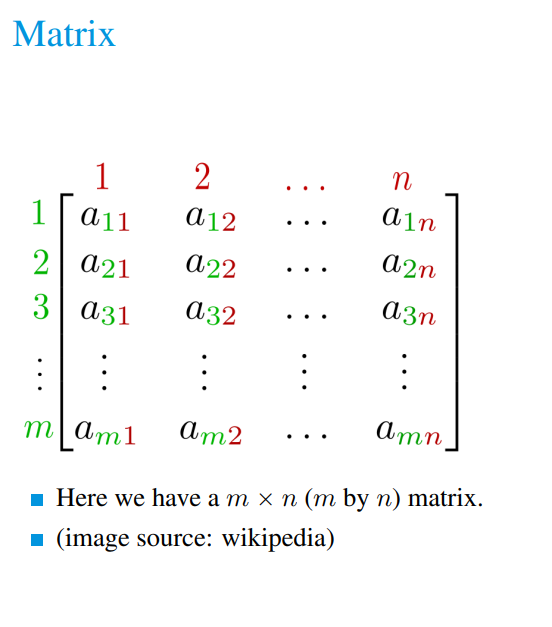 Matrix
1 2 ... n
1 a11 a12 ... a1n
2 a21 a22 ... a2n
3 a31 a32 ... a3n
⋮ ⋮ ⋮ ⋮ ⋮
m am1 am2 ... amn
Here we have a m × n (m by n) matrix.
(image source: wikipedia)